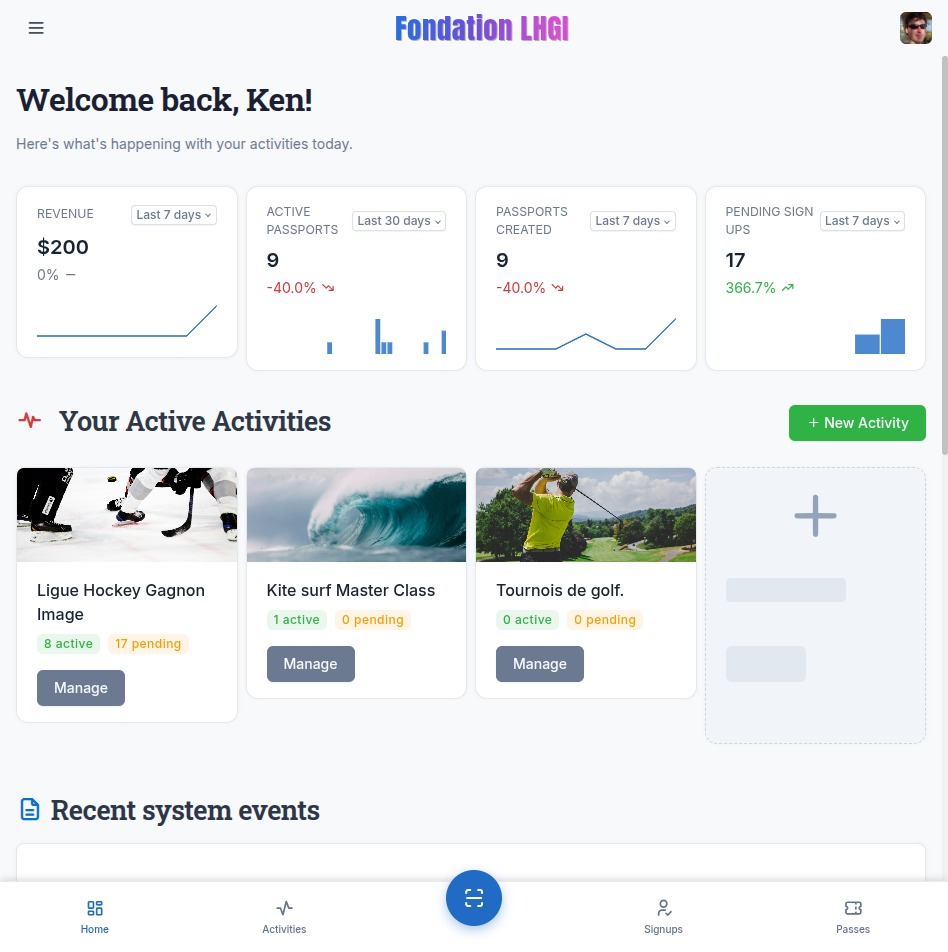 Fondation LHGI
Welcome back, Ken!
Here's what's happening with your activities today.
REVENUE
Last 7 days
$200
0% –
ACTIVE
PASSPORTS
Last 30 days
9
-40.0%
PASSPORTS
CREATED
Last 7 days
9
-40.0%
PENDING SIGN
UPS
Last 7 days
17
366.7%
Your Active Activities
+ New Activity
Ligue Hockey Gagnon
Image
8 active 17 pending
Manage
Kite surf Master Class
1 active 0 pending
Manage
Tournois de golf.
0 active 0 pending
Manage
Recent system events
Home
Activities
Signups
Passes